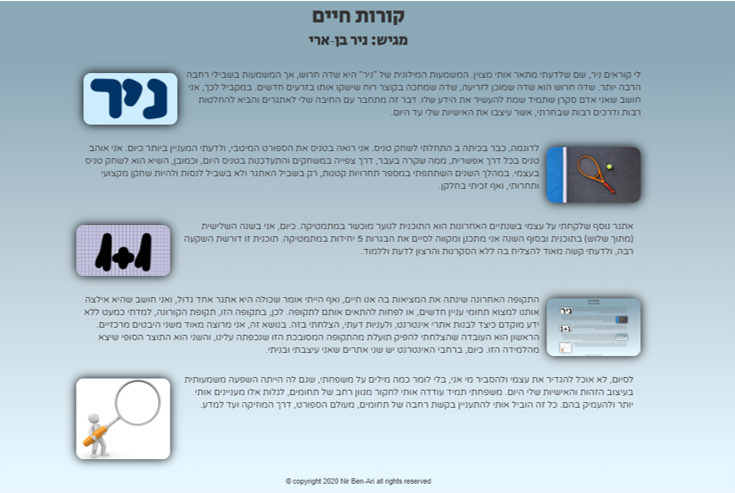 קורות חיים
מגיש: ניר בן-ארי
ניר
לי קוראים ניר, שם שלדעתי מתאר אותי מצוין. המשמעות המילונית של "ניר" היא שדה חרוש, אך המשמעות בשבילי רחבה
הרבה יותר. שדה חרוש הוא שדה שמוכן לזריעה, שדה שמחכה בקוצר רוח שישקו אותו בזרעים חדשים. במקביל לכך, אני
חושב שאני אדם סקרן שתמיד שמח להעשיר את הידע שלו. דבר זה מתחבר עם החיבה שלי לאתגרים והביא להחלטות
רבות ודרכים רבות שבחרתי, אשר עיצבו את האישיות שלי עד היום.
לדוגמה, כבר בכיתה ב התחלתי לשחק טניס. אני רואה בטניס את הספורט המיטבי, ולדעתי המעניין ביותר כיום. אני אוהב
טניס בכל דרך אפשרית, ממה שקרה בעבר, דרך צפייה במשחקים והתעדכנות בטניס היום, וכמובן, השיא הוא לשחק טניס
בעצמי. במהלך השנים השתתפתי במספר תחרויות קטנות, רק בשביל האתגר ולא בשביל לנסות ולהיות שחקן מקצועי
ותחרותי, ואף זכיתי בחלקן.
1+1
אתגר נוסף שלקחתי על עצמי בשנתיים האחרונות הוא התוכנית לנוער מוכשר במתמטיקה. כיום, אני בשנה השלישית
(מתוך שלוש) בתוכנית ובסוף השנה אני מתכנן ומקווה לסיים את הבגרות 5 יחידות במתמטיקה. תוכנית זו דורשת השקעה
רבה, ולדעתי קשה מאוד להצליח בה ללא הסקרנות והרצון לדעת וללמוד.
התקופה האחרונה שינתה את המציאות בה אנו חיים, ואף הייתי אומר שכולה היא אתגר אחד גדול, ואני חושב שהיא אילצה
אותנו למצוא תחומי עניין חדשים, או לפחות להתאים אותם לתקופה. לכן, בתקופה הזו, תקופת הקורונה, למדתי כמעט ללא
ידע מוקדם כיצד לבנות אתרי אינטרנט, ולעניות דעתי, הצלחתי בזה. בנושא זה, אני מרוצה מאוד משני היבטים מרכזיים.
הראשון הוא העובדה שהצלחתי להפיק תועלת מהתקופה המסובכת הזו שנכפתה עלינו, והשני הוא התוצר הסופי שיצא
מהלמידה הזו. כיום, ברחבי האינטרנט יש שני אתרים שאני עיצבתי ובניתי.
ניר
1+1
לסיום, לא אוכל להגדיר את עצמי ולהסביר מי אני, בלי לומר כמה מילים על משפחתי, שגם לה הייתה השפעה משמעותית
בעיצוב הזהות והאישיות שלי היום. משפחתי תמיד עודדה אותי לחקור מגוון רחב של תחומים, לגלות אלו מעניינים אותי
יותר ולהעמיק בהם. כל זה הוביל אותי להתעניין בקשת רחבה של תחומים, מעולם הספורט, דרך המוזיקה ועד למדע.
© copyright 2020 Nir Ben-Ari all rights reserved